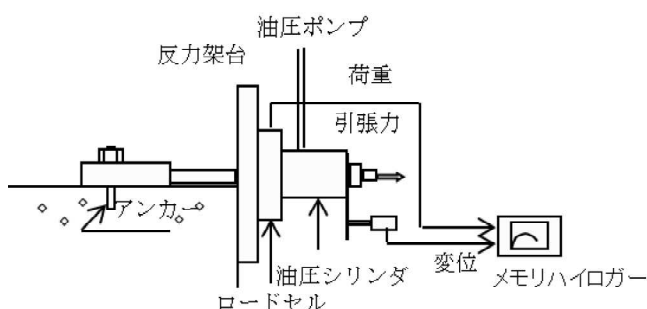 油圧ポンプ
反力架台
荷重
引張力
アンカー
油圧シリンダ
変位
メモリハイロガー
ロードセル